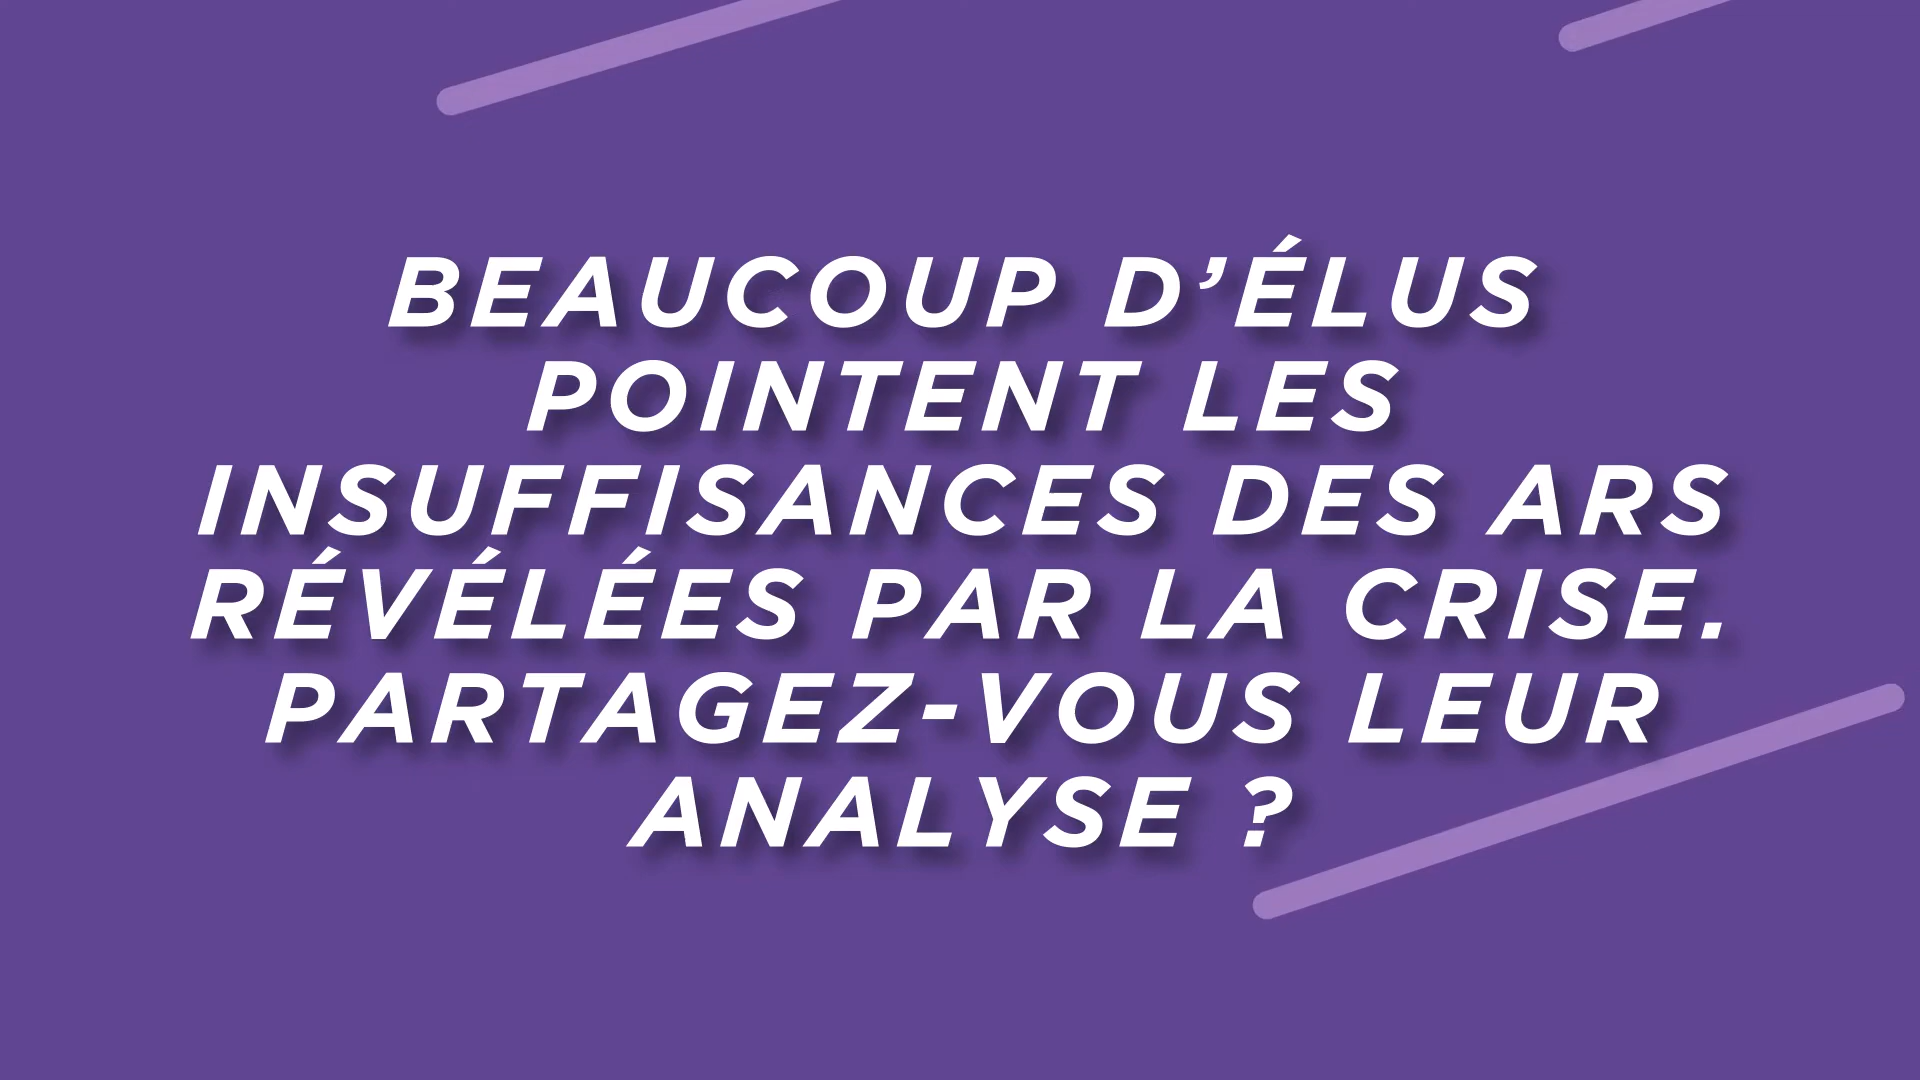 BEAUCOUP D’ÉLUS
POINTENT LES
INSUFFISANCES DES ARS
RÉVÉLÉES PAR LA CRISE.
PARTAGEZ-VOUS LEUR
ANALYSE ?